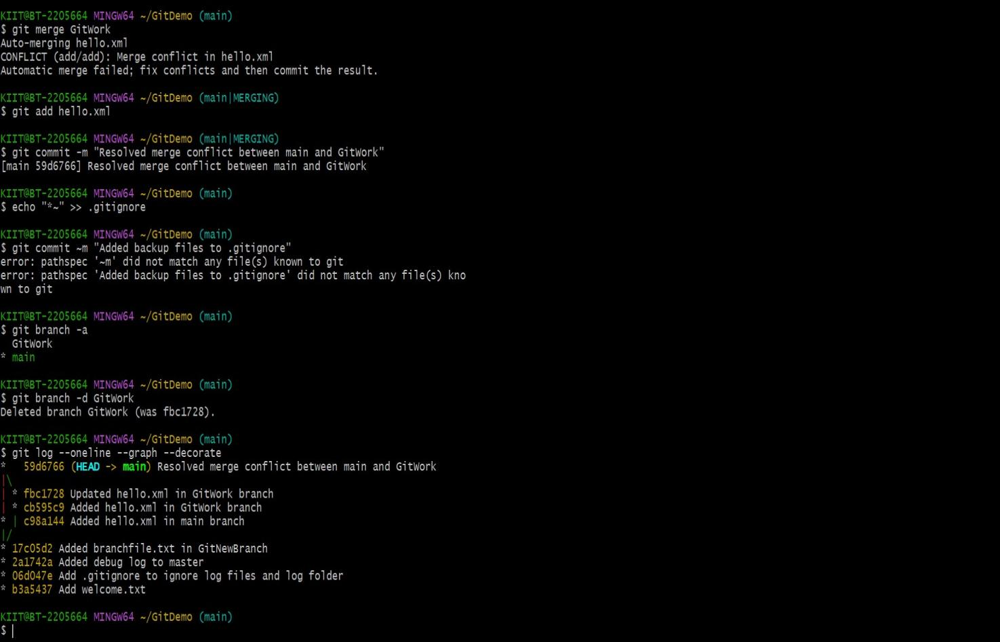 KIIT@BT-2205664 MINGW64 ~/GitDemo (main)
$ git merge GitWork
Auto-merging hello.xml
CONFLICT (add/add): Merge conflict in hello.xml
Automatic merge failed; fix conflicts and then commit the result.
KIIT@BT-2205664 MINGW64 ~/GitDemo (main|MERGING)
$ git add hello.xml
KIIT@BT-2205664 MINGW64 ~/GitDemo (main|MERGING)
$ git commit -m "Resolved merge conflict between main and GitWork"
[main 59d6766] Resolved merge conflict between main and GitWork
KIIT@BT-2205664 MINGW64 ~/GitDemo (main)
$ echo "*~" >> .gitignore
KIIT@BT-2205664 MINGW64 ~/GitDemo (main)
$ git commit ~m "Added backup files to .gitignore"
error: pathspec '~m' did not match any file(s) known to git
error: pathspec 'Added backup files to .gitignore' did not match any file(s) kno
wn to git
KIIT@BT-2205664 MINGW64 ~/GitDemo (main)
$ git branch -a
  GitWork
* main
KIIT@BT-2205664 MINGW64 ~/GitDemo (main)
$ git branch -d GitWork
Deleted branch GitWork (was fbc1728).
KIIT@BT-2205664 MINGW64 ~/GitDemo (main)
$ git log --oneline --graph --decorate
*   59d6766 (HEAD -> main) Resolved merge conflict between main and GitWork
|\
| * fbc1728 Updated hello.xml in GitWork branch
| * cb595c9 Added hello.xml in GitWork branch
* | c98a144 Added hello.xml in main branch
|/
* 17c05d2 Added branchfile.txt in GitNewBranch
* 2a1742a Added debug log to master
* 06d047e Add .gitignore to ignore log files and log folder
* b3a5437 Add welcome.txt
KIIT@BT-2205664 MINGW64 ~/GitDemo (main)
$